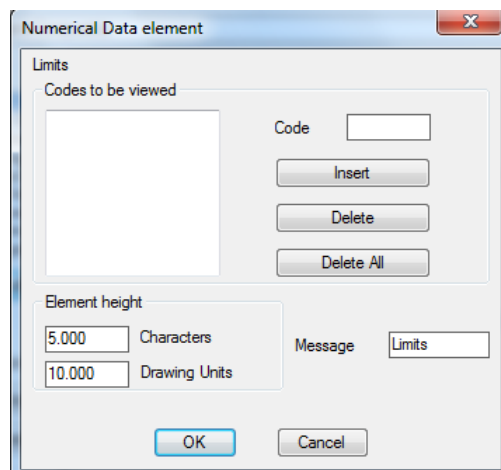 Numerical Data element
Limits
Codes to be viewed
Code
Insert
Delete
Delete All
Element height
5.000 Characters
Message Limits
10.000 Drawing Units
OK Cancel